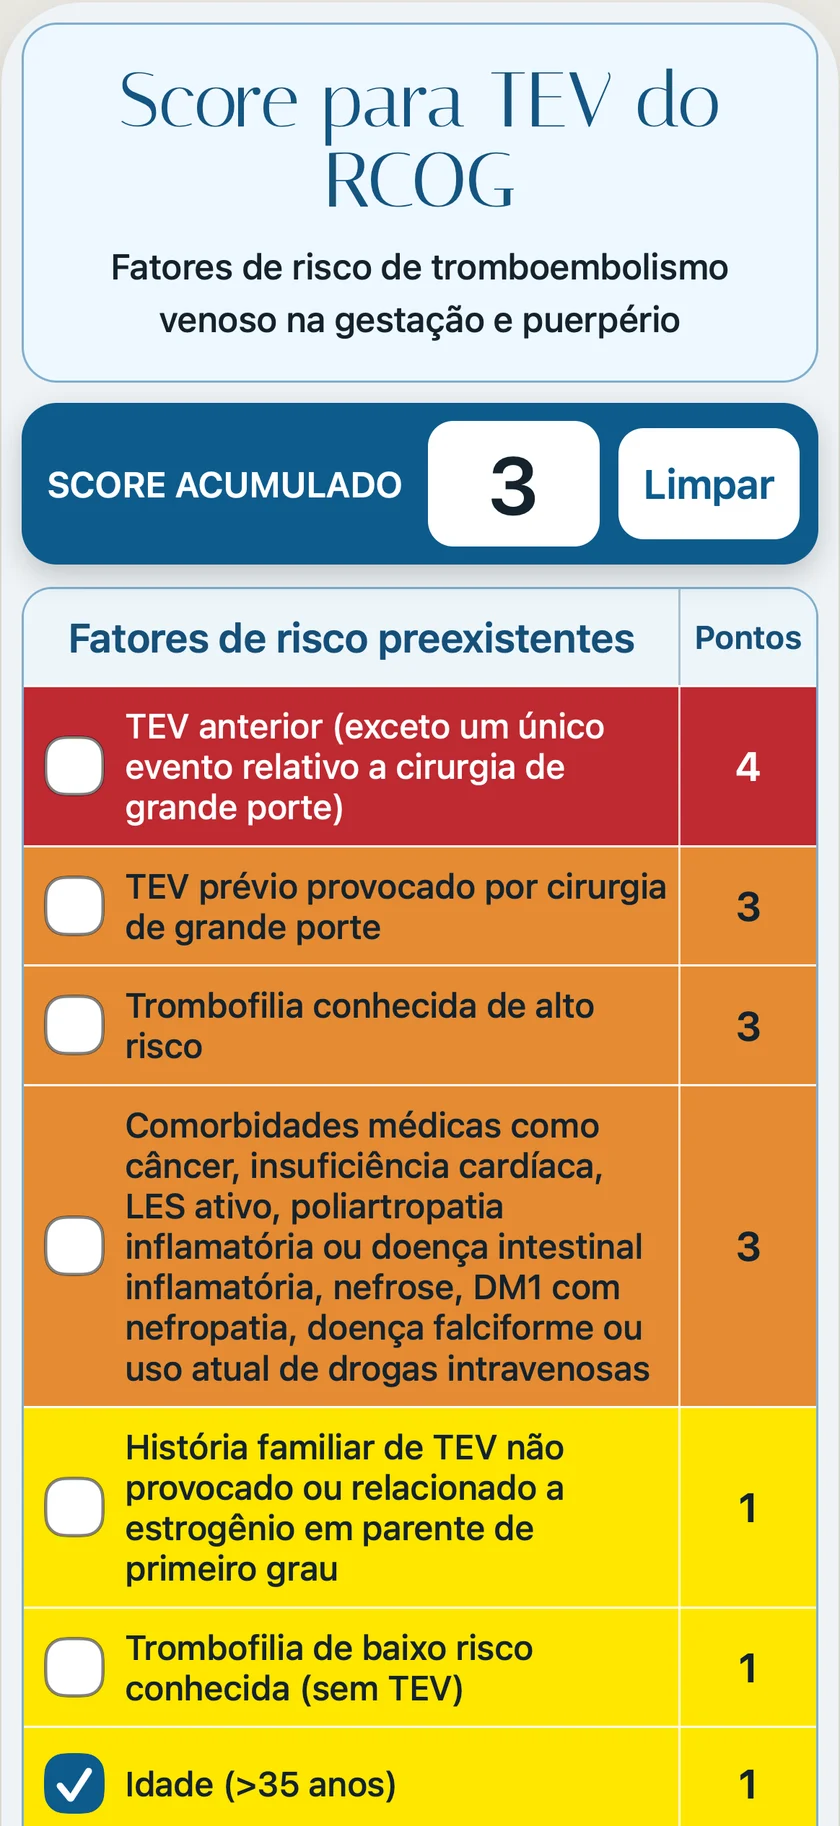 Score para TEV do
RCOG
Fatores de risco de tromboembolismo
venoso na gestação e puerpério
SCORE ACUMULADO 3 Limpar
Fatores de risco preexistentes Pontos
TEV anterior (exceto um único
evento relativo a cirurgia de
grande porte)
4
TEV prévio provocado por cirurgia
de grande porte
3
Trombofilia conhecida de alto
risco
3
Comorbidades médicas como
câncer, insuficiência cardíaca,
LES ativo, poliartropatia
inflamatória ou doença intestinal
inflamatória, nefrose, DM1 com
nefropatia, doença falciforme ou
uso atual de drogas intravenosas
3
História familiar de TEV não
provocado ou relacionado a
estrogênio em parente de
primeiro grau
1
Trombofilia de baixo risco
conhecida (sem TEV)
1
Idade (>35 anos) 1